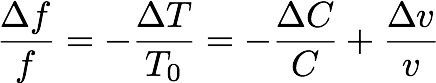 Δf/f = −ΔT/T₀ = −ΔC/C + Δv/v